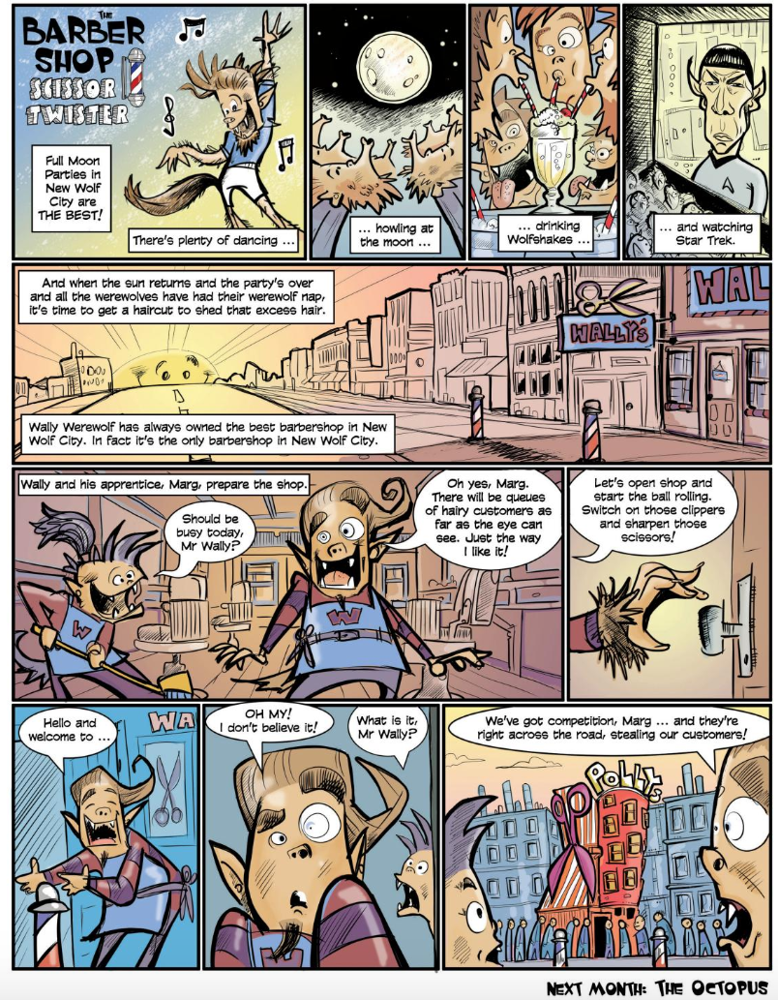 THE
BARBER
SHOP
SCISSOR
TWISTER
Full Moon
Parties in
New Wolf
City are
THE BEST!
There's plenty of dancing ...
... howling at
the moon ...
... drinking
Wolfshakes ...
... and watching
Star Trek.
And when the sun returns and the party's over
and all the werewolves have had their werewolf nap,
it's time to get a haircut to shed that excess hair.
WALLY'S
WAL
Wally Werewolf has always owned the best barbershop in New
Wolf City. In fact it's the only barbershop in New Wolf City.
Wally and his apprentice, Marg, prepare the shop.
Should be
busy today,
Mr Wally?
W
W
Oh yes, Marg.
There will be queues
of hairy customers as
far as the eye can
see. Just the way
I like it!
Let's open shop and
start the ball rolling.
Switch on those clippers
and sharpen those
scissors!
Hello and
welcome to ...
WA
OH MY!
I don't believe it!
What is it,
Mr Wally?
W
We've got competition, Marg ... and they're
right across the road, stealing our customers!
POLLY'S
NEXT MONTH: THE OCTOPUS